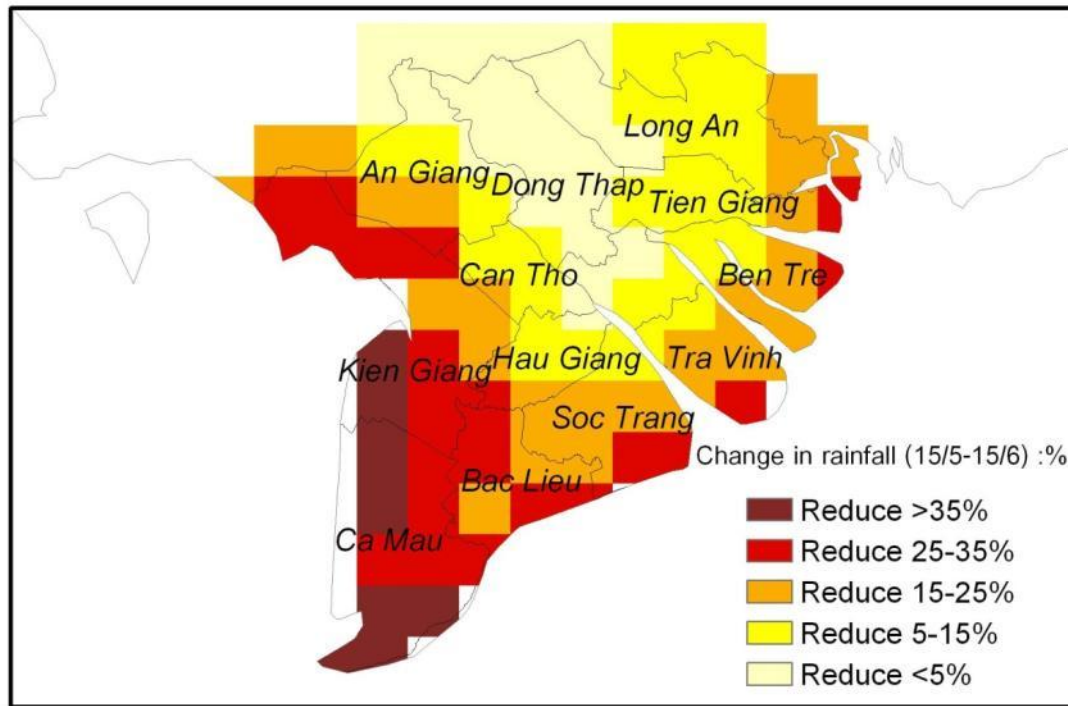 Long An
An Giang
Dong Thap
Tien Giang
Can Tho
Ben Tre
Kien Giang
Hau Giang
Tra Vinh
Soc Trang
Bac Lieu
Ca Mau
Change in rainfall (15/5-15/6) :%
Reduce >35%
Reduce 25-35%
Reduce 15-25%
Reduce 5-15%
Reduce <5%